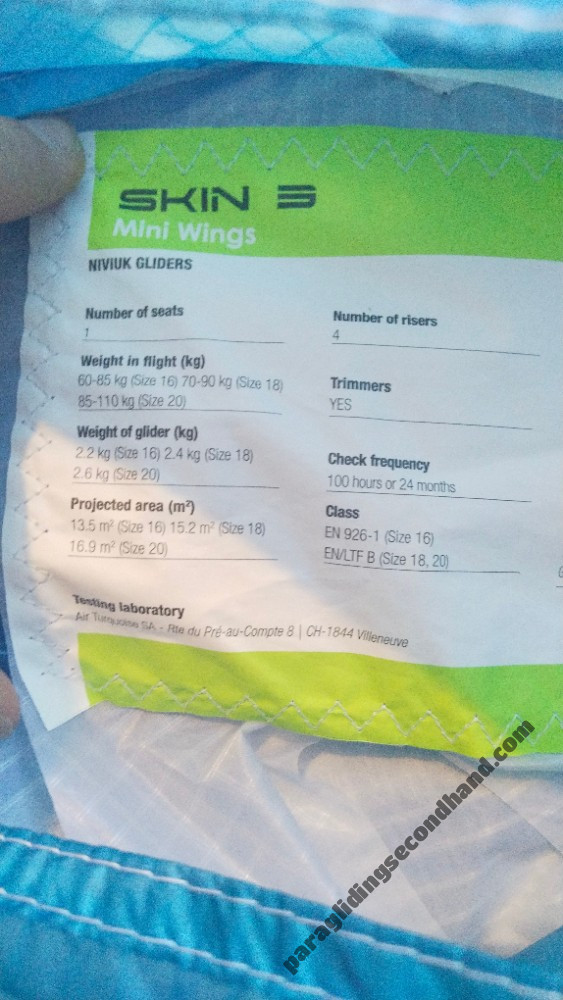 SKIN 3
Mini Wings
NIVIUK GLIDERS
Number of seats
1
Weight in flight (kg)
60-85 kg (Size 16) 70-90 kg (Size 18)
85-110 kg (Size 20)
Weight of glider (kg)
2.2 kg (Size 16) 2.4 kg (Size 18)
2.6 kg (Size 20)
Projected area (m²)
13.5 m² (Size 16) 15.2 m² (Size 18)
16.9 m² (Size 20)
Number of risers
4
Trimmers
YES
Check frequency
100 hours or 24 months
Class
EN 926-1 (Size 16)
EN/LTF B (Size 18, 20)
Testing laboratory
Air Turquoise SA - Rte du Pré-au-Compte 8 | CH-1844 Villeneuve
paraglidingsecondhand.com